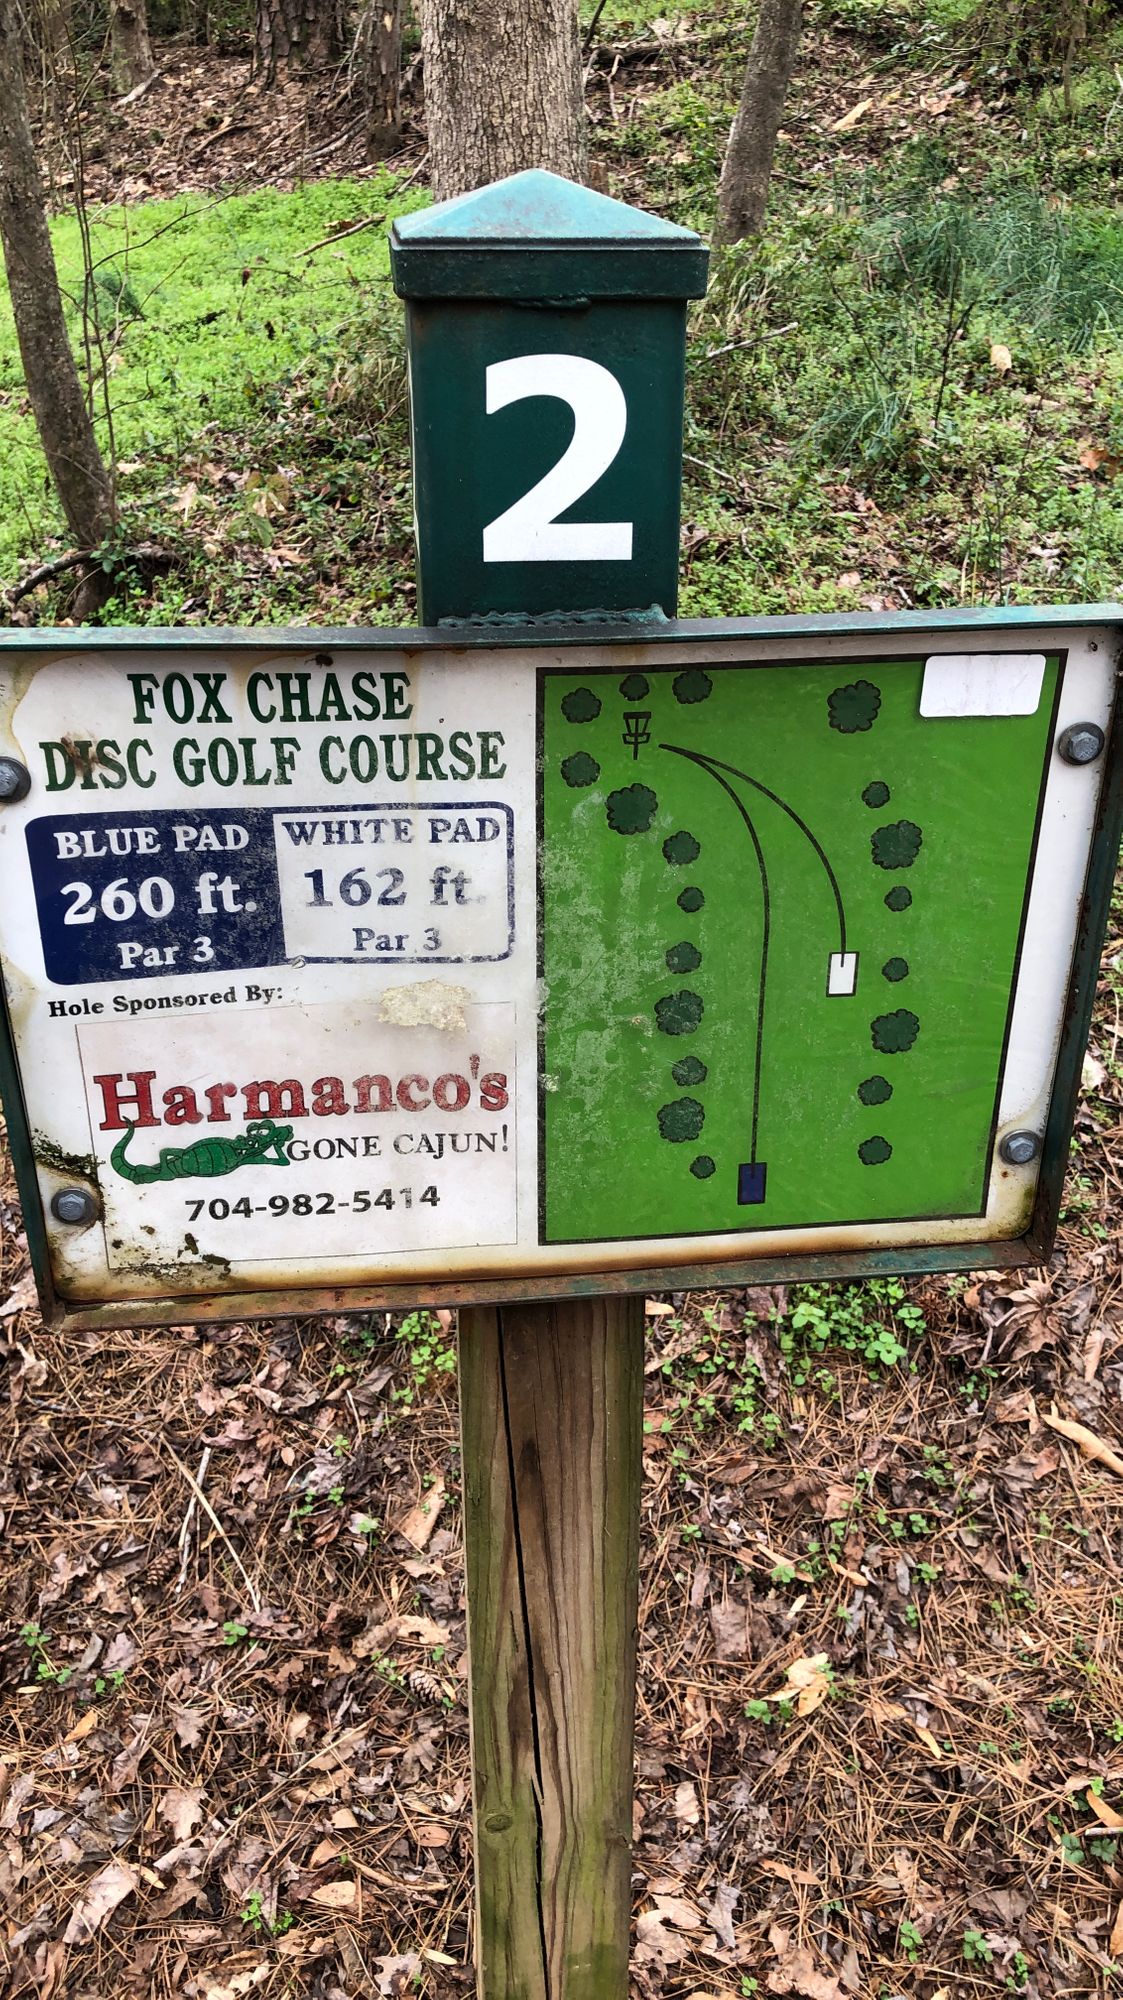 2
FOX CHASE
DISC GOLF COURSE
BLUE PAD
260 ft.
Par 3
WHITE PAD
162 ft.
Par 3
Hole Sponsored By:
Harmanco's
GONE CAJUN!
704-982-5414